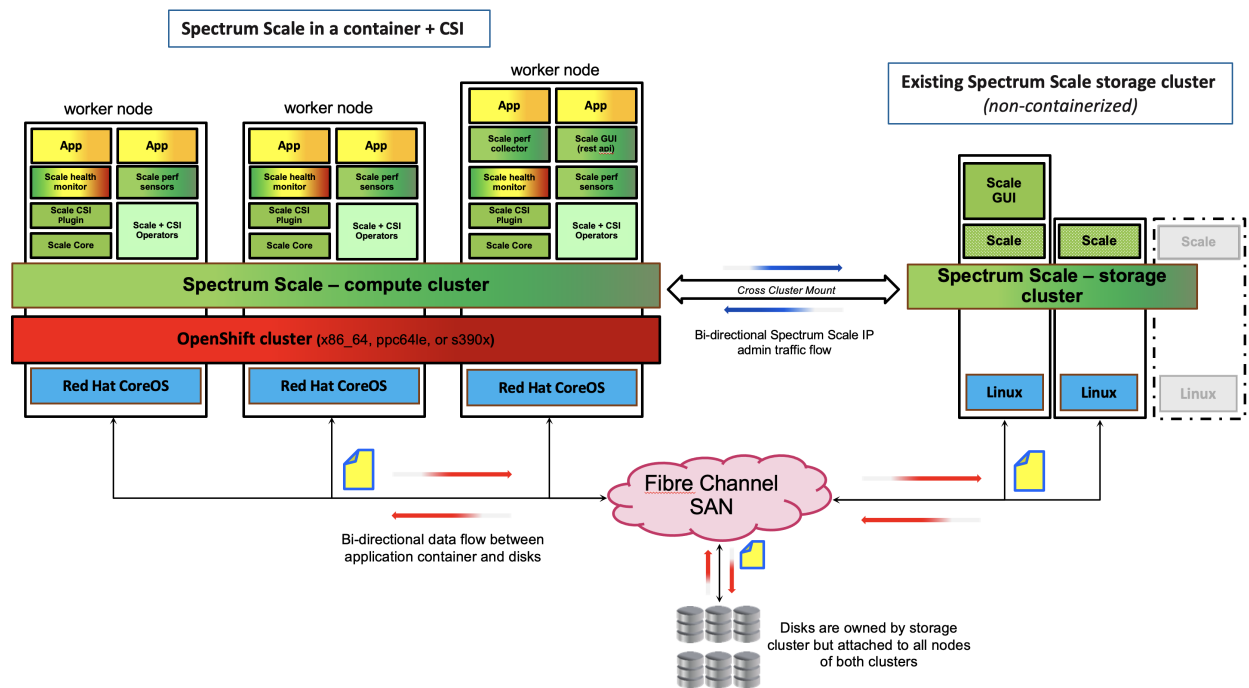 Spectrum Scale in a container + CSI
Existing Spectrum Scale storage cluster
(non-containerized)
worker node
App
App
Scale health
monitor
Scale perf
sensors
Scale CSI
Plugin
Scale Core
Scale + CSI
Operators
worker node
App
App
Scale health
monitor
Scale perf
sensors
Scale CSI
Plugin
Scale Core
Scale + CSI
Operators
worker node
App
App
Scale perf
collector
Scale GUI
(rest api)
Scale health
monitor
Scale perf
sensors
Scale CSI
Plugin
Scale Core
Scale + CSI
Operators
Spectrum Scale – compute cluster
OpenShift cluster (x86_64, ppc64le, or s390x)
Red Hat CoreOS
Red Hat CoreOS
Red Hat CoreOS
Cross Cluster Mount
Bi-directional Spectrum Scale IP
admin traffic flow
Scale
GUI
Scale
Scale
Scale
Spectrum Scale – storage
cluster
Linux
Linux
Linux
Fibre Channel
SAN
Bi-directional data flow between
application container and disks
Disks are owned by storage
cluster but attached to all nodes
of both clusters